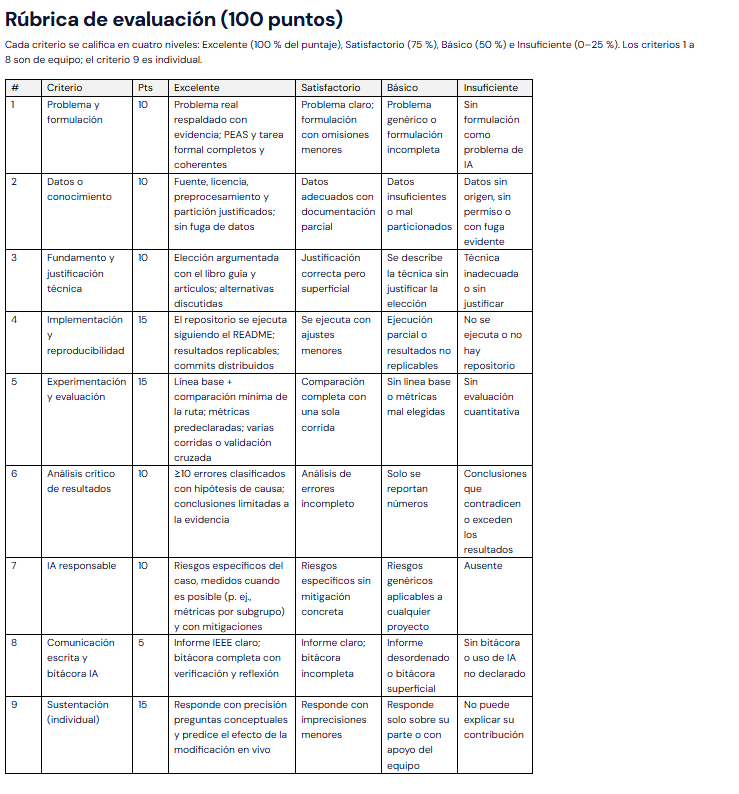 Rúbrica de evaluación (100 puntos)
Cada criterio se califica en cuatro niveles: Excelente (100 % del puntaje), Satisfactorio (75 %), Básico (50 %) e Insuficiente (0–25 %). Los criterios 1 a
8 son de equipo; el criterio 9 es individual.
# Criterio Pts Excelente Satisfactorio Básico Insuficiente
1 Problema y 10 Problema real Problema claro; Problema Sin
formulación respaldado con formulación genérico o formulación
evidencia; PEAS y tarea con omisiones formulación como
formal completos y menores incompleta problema de
coherentes IA
2 Datos o 10 Fuente, licencia, Datos Datos Datos sin
conocimiento preprocesamiento y adecuados con insuficientes origen, sin
partición justificados; documentación o mal permiso o
sin fuga de datos parcial particionados con fuga
evidente
3 Fundamento y 10 Elección argumentada Justificación Se describe Técnica
justificación con el libro guía y correcta pero la técnica sin inadecuada
técnica artículos; alternativas superficial justificar la o sin
discutidas elección justificar
4 Implementación 15 El repositorio se ejecuta Se ejecuta con Ejecución No se
y siguiendo el README; ajustes parcial o ejecuta o no
reproducibilidad resultados replicables; menores resultados no hay
commits distribuidos replicables repositorio
5 Experimentación 15 Línea base + Comparación Sin línea base Sin
y evaluación comparación mínima de completa con o métricas evaluación
la ruta; métricas una sola mal elegidas cuantitativa
predeclaradas; varias corrida
corridas o validación
cruzada
6 Análisis crítico 10 ≥10 errores clasificados Análisis de Solo se Conclusiones
de resultados con hipótesis de causa; errores reportan que
conclusiones limitadas a incompleto números contradicen
la evidencia o exceden
los
resultados
7 IA responsable 10 Riesgos específicos del Riesgos Riesgos Ausente
caso, medidos cuando específicos sin genéricos
es posible (p. ej., mitigación aplicables a
métricas por subgrupo) concreta cualquier
y con mitigaciones proyecto
8 Comunicación 5 Informe IEEE claro; Informe claro; Informe Sin bitácora
escrita y bitácora completa con bitácora desordenado o uso de IA
bitácora IA verificación y reflexión incompleta o bitácora no declarado
superficial
9 Sustentación 15 Responde con precisión Responde con Responde No puede
(individual) preguntas conceptuales imprecisiones solo sobre su explicar su
y predice el efecto de la menores parte o con contribución
modificación en vivo apoyo del
equipo